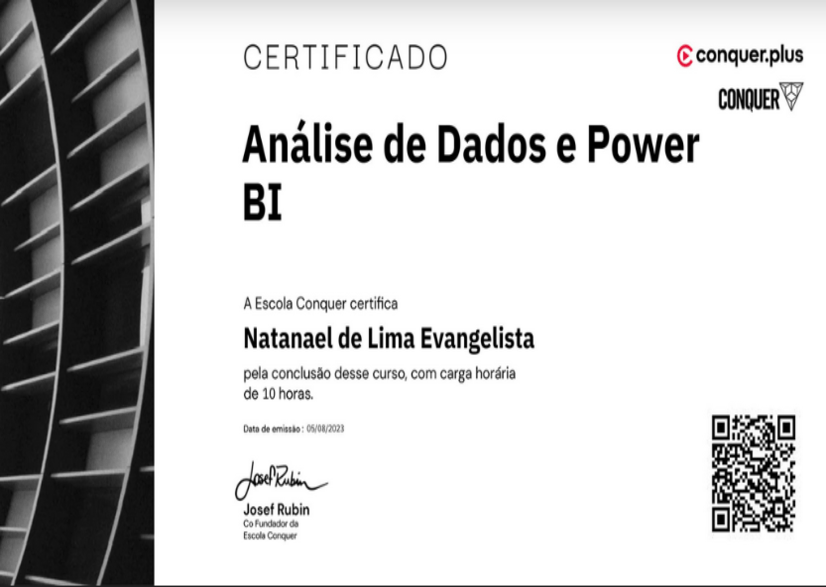 CERTIFICADO
conquer.plus
CONQUER
Análise de Dados e Power
BI
A Escola Conquer certifica
Natanael de Lima Evangelista
pela conclusão desse curso, com carga horária
de 10 horas.
Data de emissão : 05/08/2023
Josef Rubin
Josef Rubin
Co Fundador da
Escola Conquer